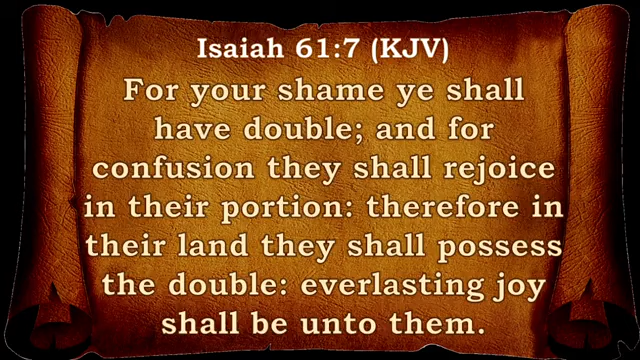 Isaiah 61:7 (KJV)
For your shame ye shall
have double; and for
confusion they shall rejoice
in their portion: therefore in
their land they shall possess
the double: everlasting joy
shall be unto them.